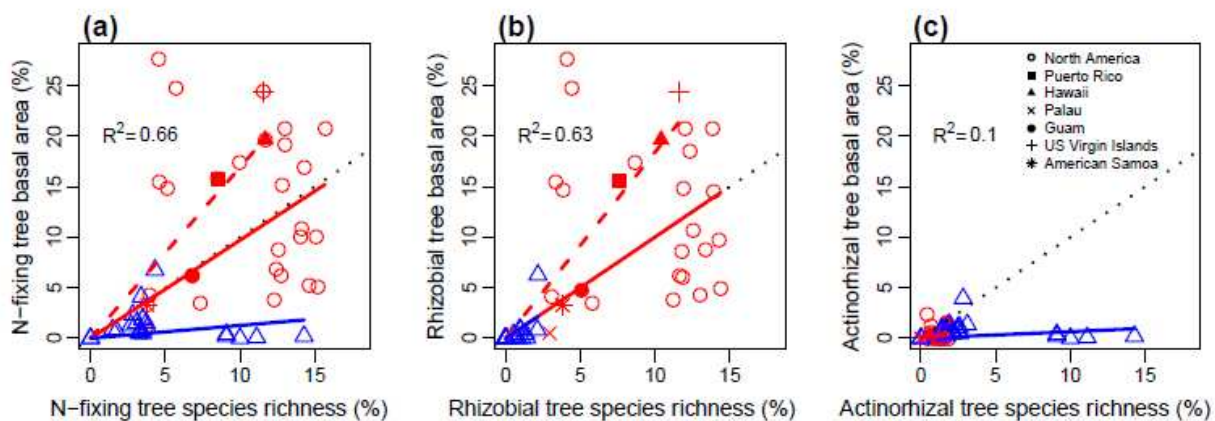 (a)
N−fixing tree basal area (%)
25
20
15
10
5
0
R²=0.66
0 5 10 15
N−fixing tree species richness (%)
(b)
Rhizobial tree basal area (%)
25
20
15
10
5
0
R²=0.63
0 5 10 15
Rhizobial tree species richness (%)
(c)
Actinorhizal tree basal area (%)
25
20
15
10
5
0
R²=0.1
North America
Puerto Rico
Hawaii
Palau
Guam
US Virgin Islands
American Samoa
0 5 10 15
Actinorhizal tree species richness (%)